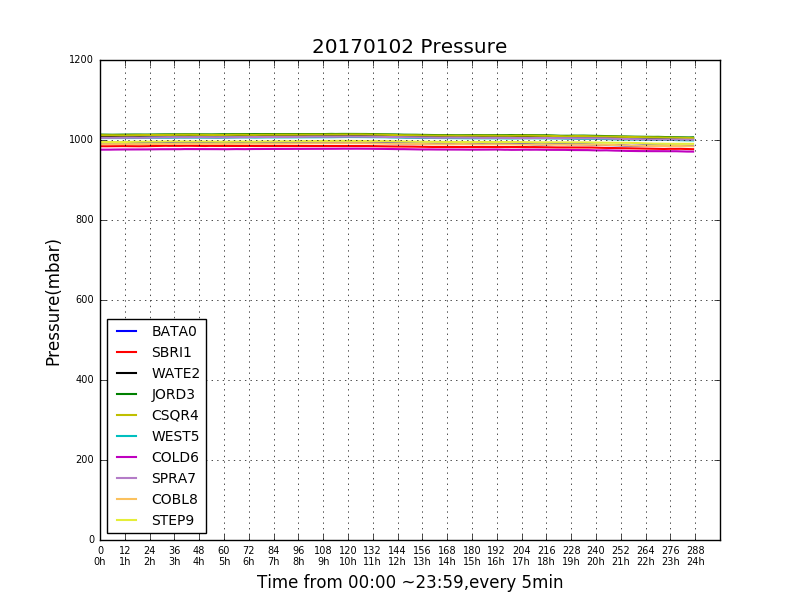 20170102 Pressure
1200
1000
800
600
400
200
0
Pressure(mbar)
BATA0
SBRI1
WATE2
JORD3
CSQR4
WEST5
COLD6
SPRA7
COBL8
STEP9
0 12 24 36 48 60 72 84 96 108 120 132 144 156 168 180 192 204 216 228 240 252 264 276 288
0h 1h 2h 3h 4h 5h 6h 7h 8h 9h 10h 11h 12h 13h 14h 15h 16h 17h 18h 19h 20h 21h 22h 23h 24h
Time from 00:00 ~23:59,every 5min